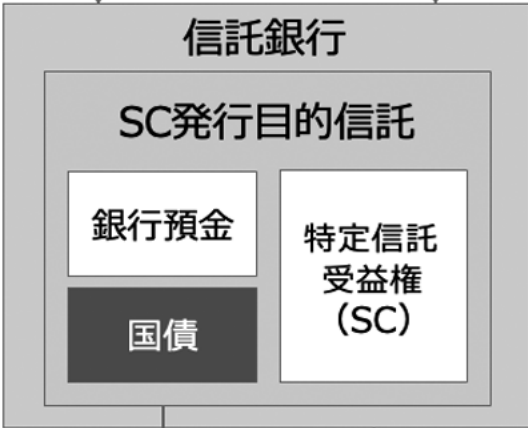 信託銀行
SC発行目的信託
銀行預金
国債
特定信託
受益権
（SC）